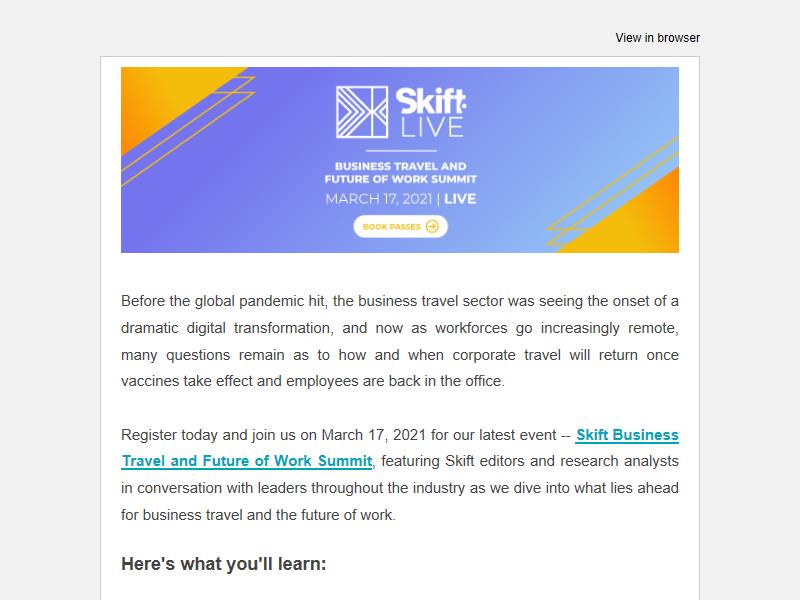 View in browser
Skift:
LIVE
BUSINESS TRAVEL AND
FUTURE OF WORK SUMMIT
MARCH 17, 2021 | LIVE
BOOK PASSES
Before the global pandemic hit, the business travel sector was seeing the onset of a
dramatic digital transformation, and now as workforces go increasingly remote,
many questions remain as to how and when corporate travel will return once
vaccines take effect and employees are back in the office.
Register today and join us on March 17, 2021 for our latest event -- Skift Business
Travel and Future of Work Summit, featuring Skift editors and research analysts
in conversation with leaders throughout the industry as we dive into what lies ahead
for business travel and the future of work.
Here's what you'll learn: